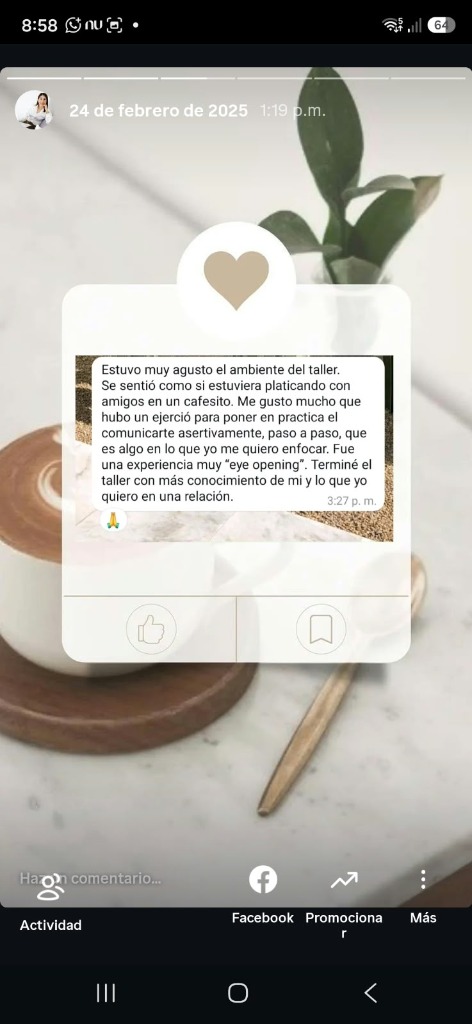 8:58
64
24 de febrero de 2025 1:19 p.m.
Estuvo muy agusto el ambiente del taller.
Se sentió como si estuviera platicando con
amigos en un cafesito. Me gusto mucho que
hubo un ejerció para poner en practica el
comunicarte asertivamente, paso a paso, que
es algo en lo que yo me quiero enfocar. Fue
una experiencia muy “eye opening”. Terminé el
taller con más conocimiento de mi y lo que yo
quiero en una relación.
3:27 p. m.
Haz un comentario...
Actividad
Facebook
Promociona
r
Más